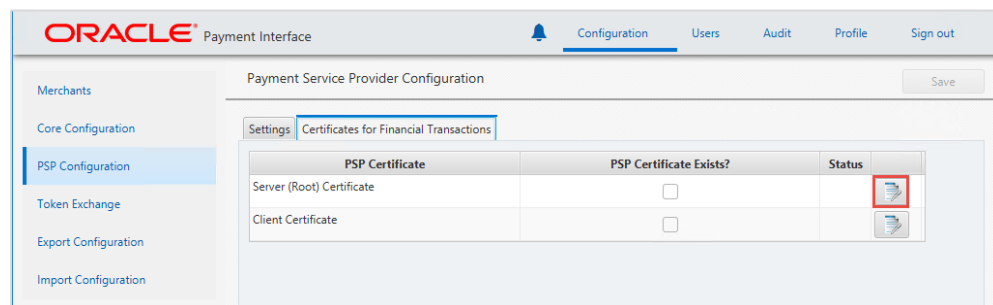 ORACLE® Payment Interface
Configuration Users Audit Profile Sign out
Payment Service Provider Configuration
Save
Merchants
Core Configuration
PSP Configuration
Token Exchange
Export Configuration
Import Configuration
Settings Certificates for Financial Transactions
PSP Certificate PSP Certificate Exists? Status
Server (Root) Certificate
Client Certificate